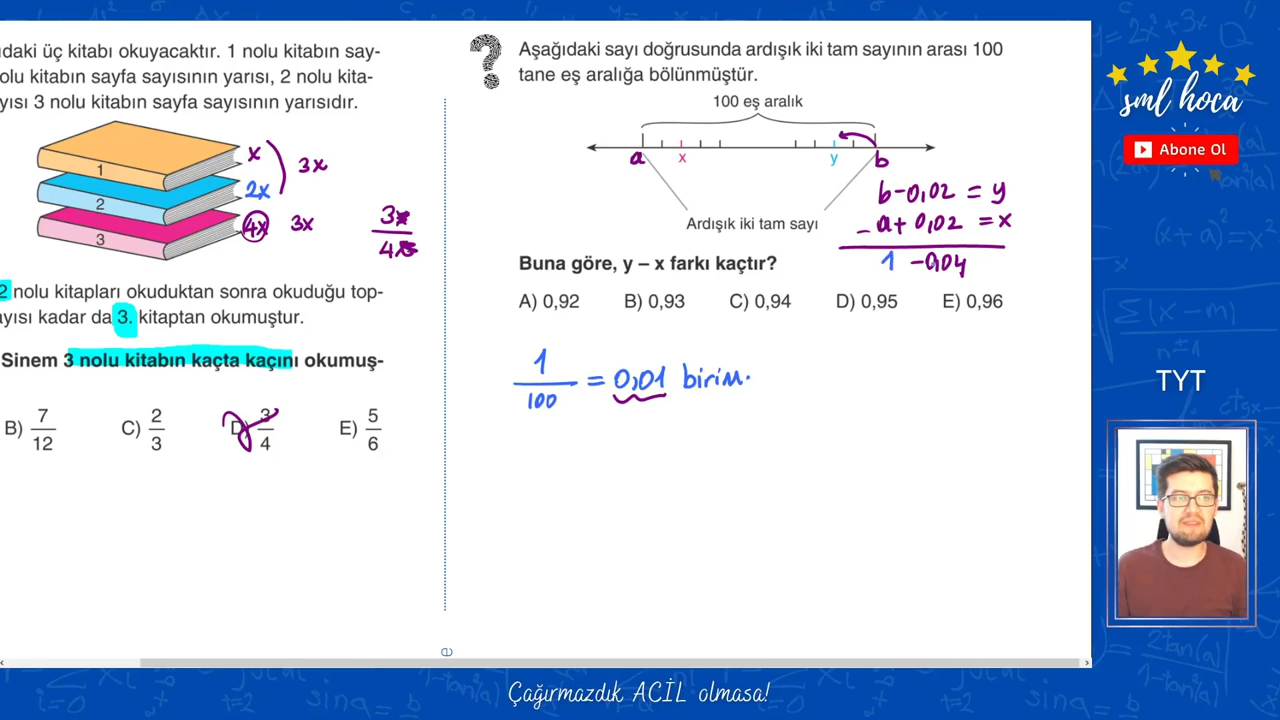 ıdaki üç kitabı okuyacaktır. 1 nolu kitabın say-
olu kitabın sayfa sayısının yarısı, 2 nolu kita-
yısı 3 nolu kitabın sayfa sayısının yarısıdır.
1
2
3
x
2x
4x
3x
3x
3x
4x
2 nolu kitapları okuduktan sonra okuduğu top-
ayısı kadar da 3. kitaptan okumuştur.
Sinem 3 nolu kitabın kaçta kaçını okumuş-
B) 7/12 C) 2/3 D) 3/4 E) 5/6
?
Aşağıdaki sayı doğrusunda ardışık iki tam sayının arası 100
tane eş aralığa bölünmüştür.
100 eş aralık
a x y b
Ardışık iki tam sayı
b-0,02 = y
- a+0,02 = x
1 -0,04
Buna göre, y – x farkı kaçtır?
A) 0,92 B) 0,93 C) 0,94 D) 0,95 E) 0,96
1/100 = 0,01 birim.
e
sml hoca
Abone Ol
TYT
Çağırmazdık ACİL olmasa!